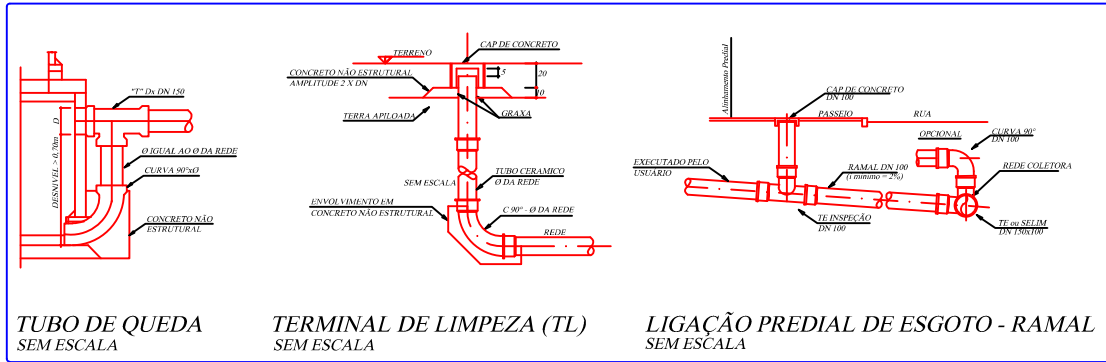 "T" Dx DN 150
D
DESNIVEL > 0,70m
Ø IGUAL AO Ø DA REDE
CURVA 90°xØ
CONCRETO NÃO
ESTRUTURAL
TUBO DE QUEDA
SEM ESCALA
TERRENO
CAP DE CONCRETO
CONCRETO NÃO ESTRUTURAL
AMPLITUDE 2 X DN
5
20
10
GRAXA
TERRA APILOADA
SEM ESCALA
TUBO CERAMICO
Ø DA REDE
ENVOLVIMENTO EM
CONCRETO NÃO ESTRUTURAL
C 90° - Ø DA REDE
REDE
TERMINAL DE LIMPEZA (TL)
SEM ESCALA
Alinhamento Predial
CAP DE CONCRETO
DN 100
PASSEIO
RUA
OPCIONAL
CURVA 90°
DN 100
EXECUTADO PELO
USUÁRIO
RAMAL DN 100
(i minimo = 2%)
REDE COLETORA
TE INSPEÇÃO
DN 100
TE ou SELIM
DN 150x100
LIGAÇÃO PREDIAL DE ESGOTO - RAMAL
SEM ESCALA